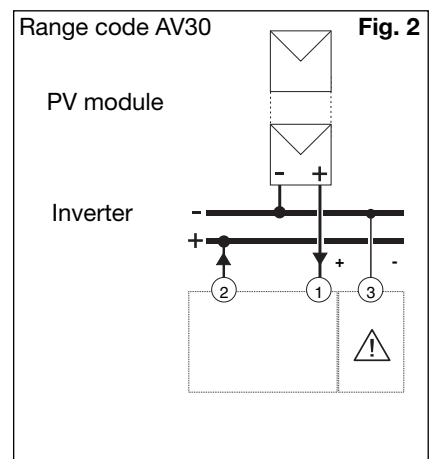 Range code AV30 Fig. 2
PV module
- +
Inverter -
+
+ -
2 1 3